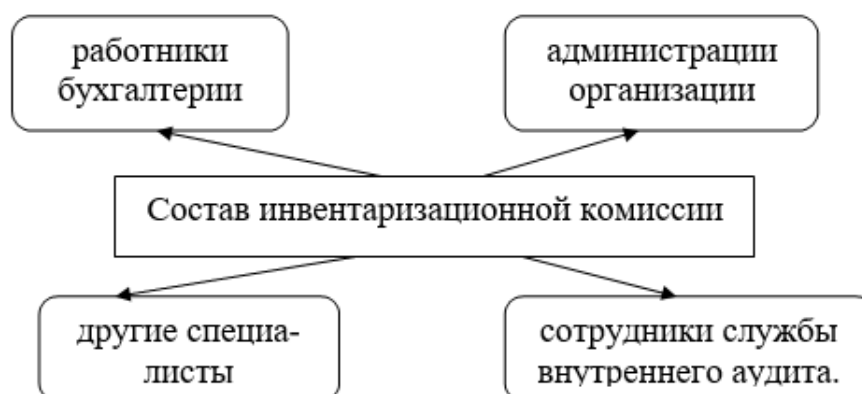 работники
бухгалтерии
администрации
организации
Состав инвентаризационной комиссии
другие специа-
листы
сотрудники службы
внутреннего аудита.